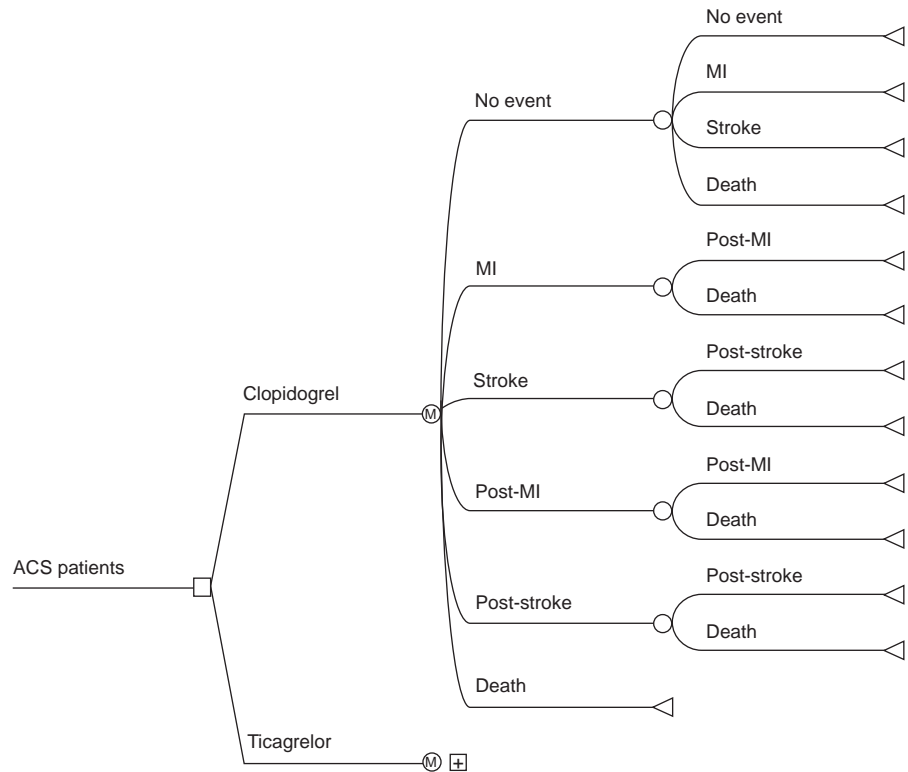 No event
MI
No event
Stroke
Death
Post-MI
MI
Death
Post-stroke
Stroke
Clopidogrel
Death
M
Post-MI
Post-MI
Death
ACS patients
Post-stroke
Post-stroke
Death
Death
Ticagrelor
M +